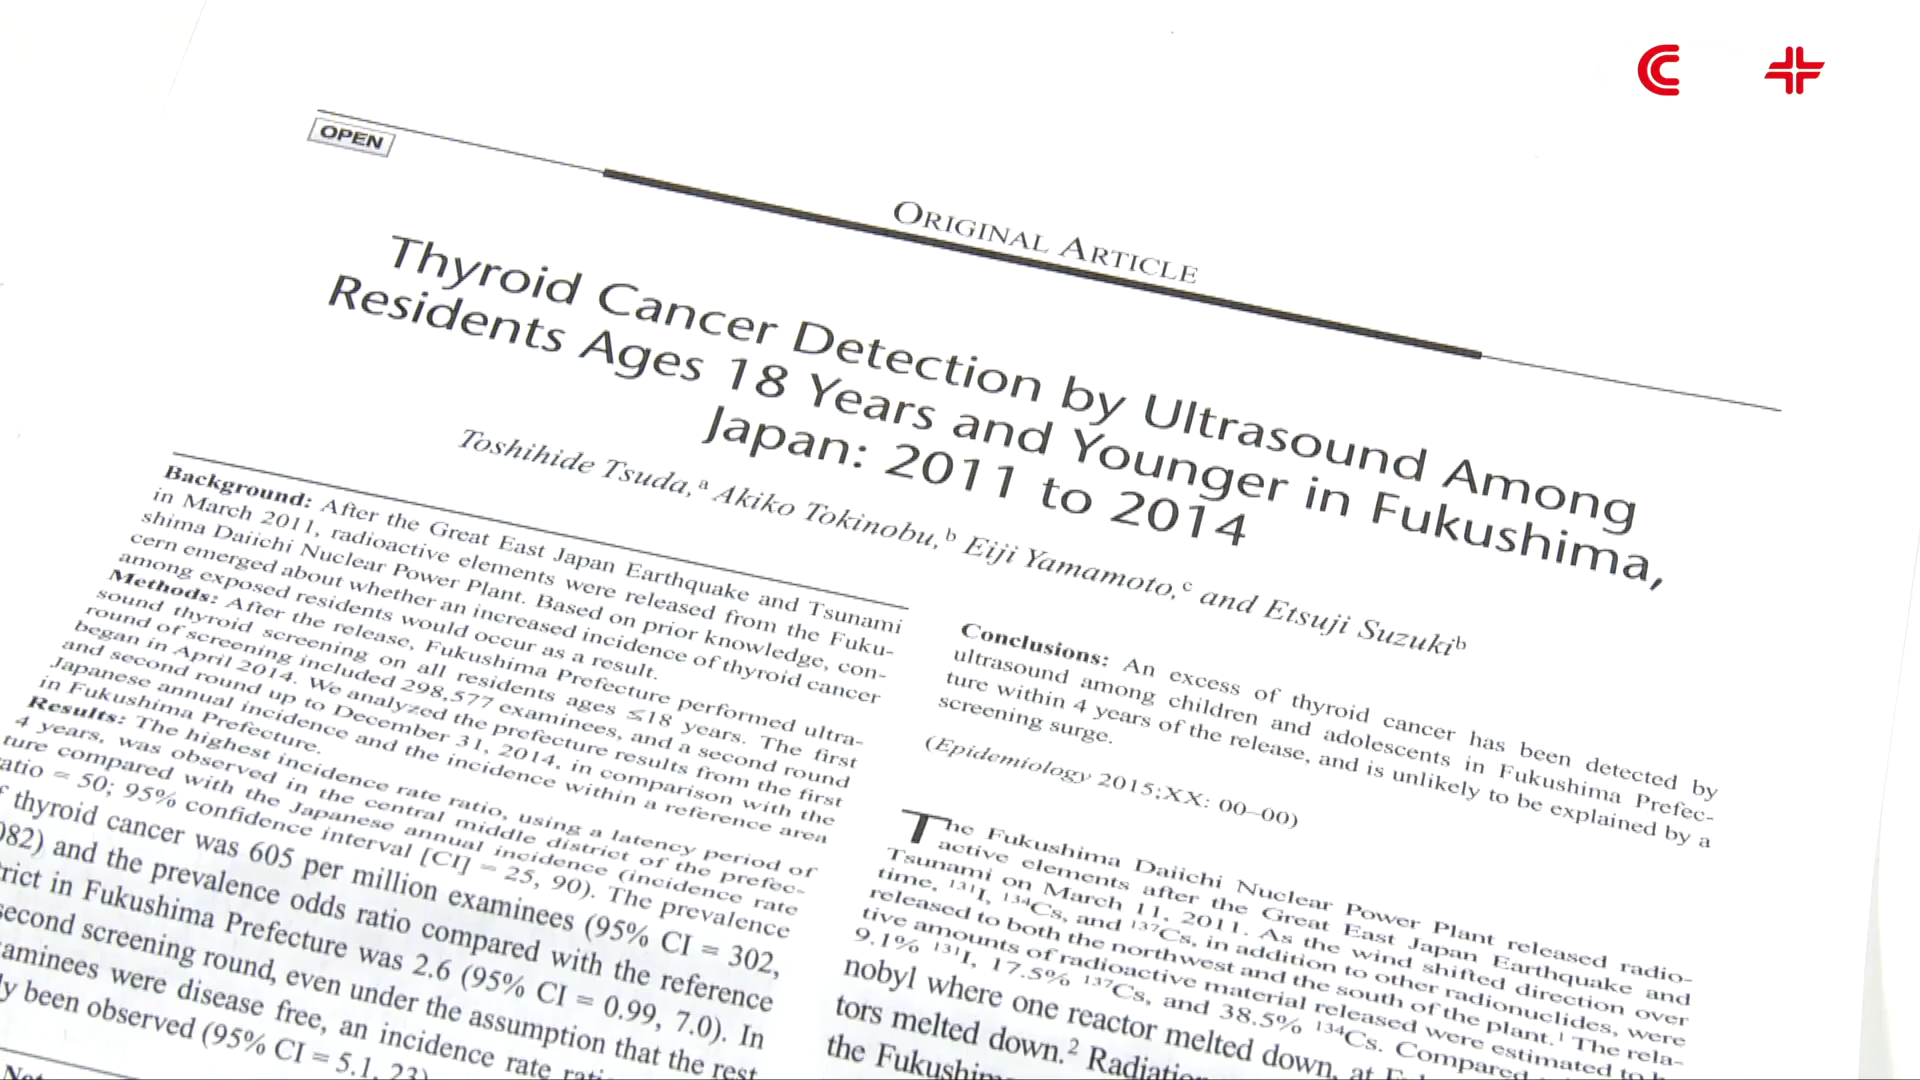 OPEN
ORIGINAL ARTICLE
Thyroid Cancer Detection by Ultrasound Among
Residents Ages 18 Years and Younger in Fukushima,
Japan: 2011 to 2014
Toshihide Tsuda,ᵃ Akiko Tokinobu,ᵇ Eiji Yamamoto,ᶜ and Etsuji Suzukiᵇ
Background: After the Great East Japan Earthquake and Tsunami
in March 2011, radioactive elements were released from the Fuku-
shima Daiichi Nuclear Power Plant. Based on prior knowledge, con-
cern emerged about whether an increased incidence of thyroid cancer
among exposed residents would occur as a result.
Methods: After the release, Fukushima Prefecture performed ultra-
sound thyroid screening on all residents ages ≤18 years. The first
round of screening included 298,577 examinees, and a second round
began in April 2014. We analyzed the prefecture results from the first
and second round up to December 31, 2014, in comparison with the
Japanese annual incidence and the incidence within a reference area
in Fukushima Prefecture.
Results: The highest incidence rate ratio, using a latency period of
4 years, was observed in the central middle district of the prefec-
ture compared with the Japanese annual incidence (incidence rate
ratio = 50; 95% confidence interval [CI] = 25, 90). The prevalence
thyroid cancer was 605 per million examinees (95% CI = 302,
082) and the prevalence odds ratio compared with the reference
trict in Fukushima Prefecture was 2.6 (95% CI = 0.99, 7.0). In
second screening round, even under the assumption that the rest
aminees were disease free, an incidence rate
ly been observed (95% CI = 5.1, 23)
Conclusions: An excess of thyroid cancer has been detected by
ultrasound among children and adolescents in Fukushima Prefec-
ture within 4 years of the release, and is unlikely to be explained by a
screening surge.
(Epidemiology 2015;XX: 00–00)
The Fukushima Daiichi Nuclear Power Plant released radio-
active elements after the Great East Japan Earthquake and
Tsunami on March 11, 2011. As the wind shifted direction over
time, ¹³¹I, ¹³⁴Cs, and ¹³⁷Cs, in addition to other radionuclides, were
released to both the northwest and the south of the plant.¹ The rela-
tive amounts of radioactive material released were estimated to
9.1% ¹³¹I, 17.5% ¹³⁷Cs, and 38.5% ¹³⁴Cs. Compared
nobyl where one reactor melted down, at
tors melted down.² Radiation
the Fukushima